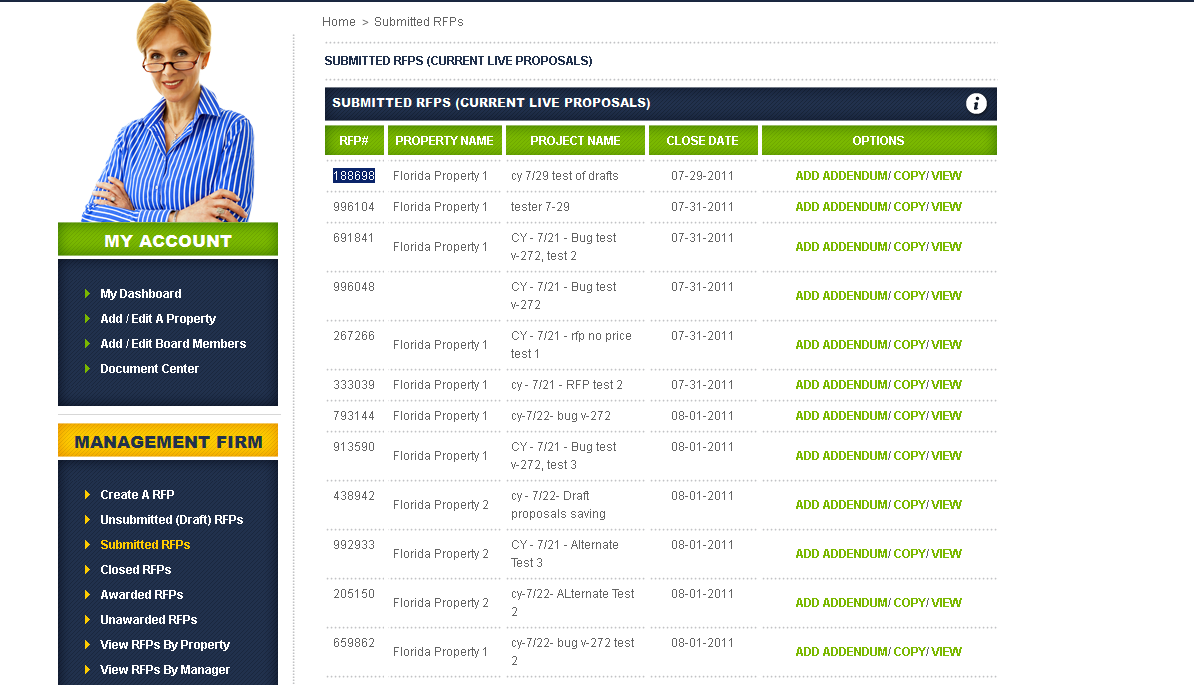 Home > Submitted RFPs
SUBMITTED RFPS (CURRENT LIVE PROPOSALS)
SUBMITTED RFPS (CURRENT LIVE PROPOSALS) i
RFP# PROPERTY NAME PROJECT NAME CLOSE DATE OPTIONS
188698 Florida Property 1 cy 7/29 test of drafts 07-29-2011 ADD ADDENDUM/ COPY/ VIEW
996104 Florida Property 1 tester 7-29 07-31-2011 ADD ADDENDUM/ COPY/ VIEW
691841 Florida Property 1 CY - 7/21 - Bug test 07-31-2011 ADD ADDENDUM/ COPY/ VIEW
v-272, test 2
996048 CY - 7/21 - Bug test 07-31-2011 ADD ADDENDUM/ COPY/ VIEW
v-272
267266 Florida Property 1 CY - 7/21 - rfp no price 07-31-2011 ADD ADDENDUM/ COPY/ VIEW
test 1
333039 Florida Property 1 cy - 7/21 - RFP test 2 07-31-2011 ADD ADDENDUM/ COPY/ VIEW
793144 Florida Property 1 cy-7/22- bug v-272 08-01-2011 ADD ADDENDUM/ COPY/ VIEW
913590 Florida Property 1 CY - 7/21 - Bug test 08-01-2011 ADD ADDENDUM/ COPY/ VIEW
v-272, test 3
438942 Florida Property 2 cy - 7/22- Draft 08-01-2011 ADD ADDENDUM/ COPY/ VIEW
proposals saving
992933 Florida Property 2 CY - 7/21 - Alternate 08-01-2011 ADD ADDENDUM/ COPY/ VIEW
Test 3
205150 Florida Property 2 cy-7/22- ALternate Test 08-01-2011 ADD ADDENDUM/ COPY/ VIEW
2
659862 Florida Property 1 cy-7/22- bug v-272 test 08-01-2011 ADD ADDENDUM/ COPY/ VIEW
2
MY ACCOUNT
My Dashboard
Add / Edit A Property
Add / Edit Board Members
Document Center
MANAGEMENT FIRM
Create A RFP
Unsubmitted (Draft) RFPs
Submitted RFPs
Closed RFPs
Awarded RFPs
Unawarded RFPs
View RFPs By Property
View RFPs By Manager